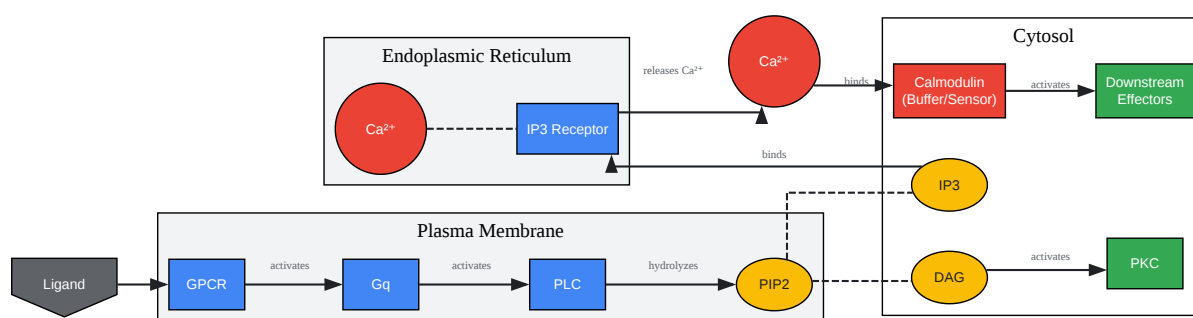 Endoplasmic Reticulum
Ca²⁺
IP3 Receptor
releases Ca²⁺
Ca²⁺
binds
Cytosol
Calmodulin
(Buffer/Sensor)
activates
Downstream
Effectors
binds
IP3
Plasma Membrane
Ligand
GPCR
activates
Gq
activates
PLC
hydrolyzes
PIP2
DAG
activates
PKC